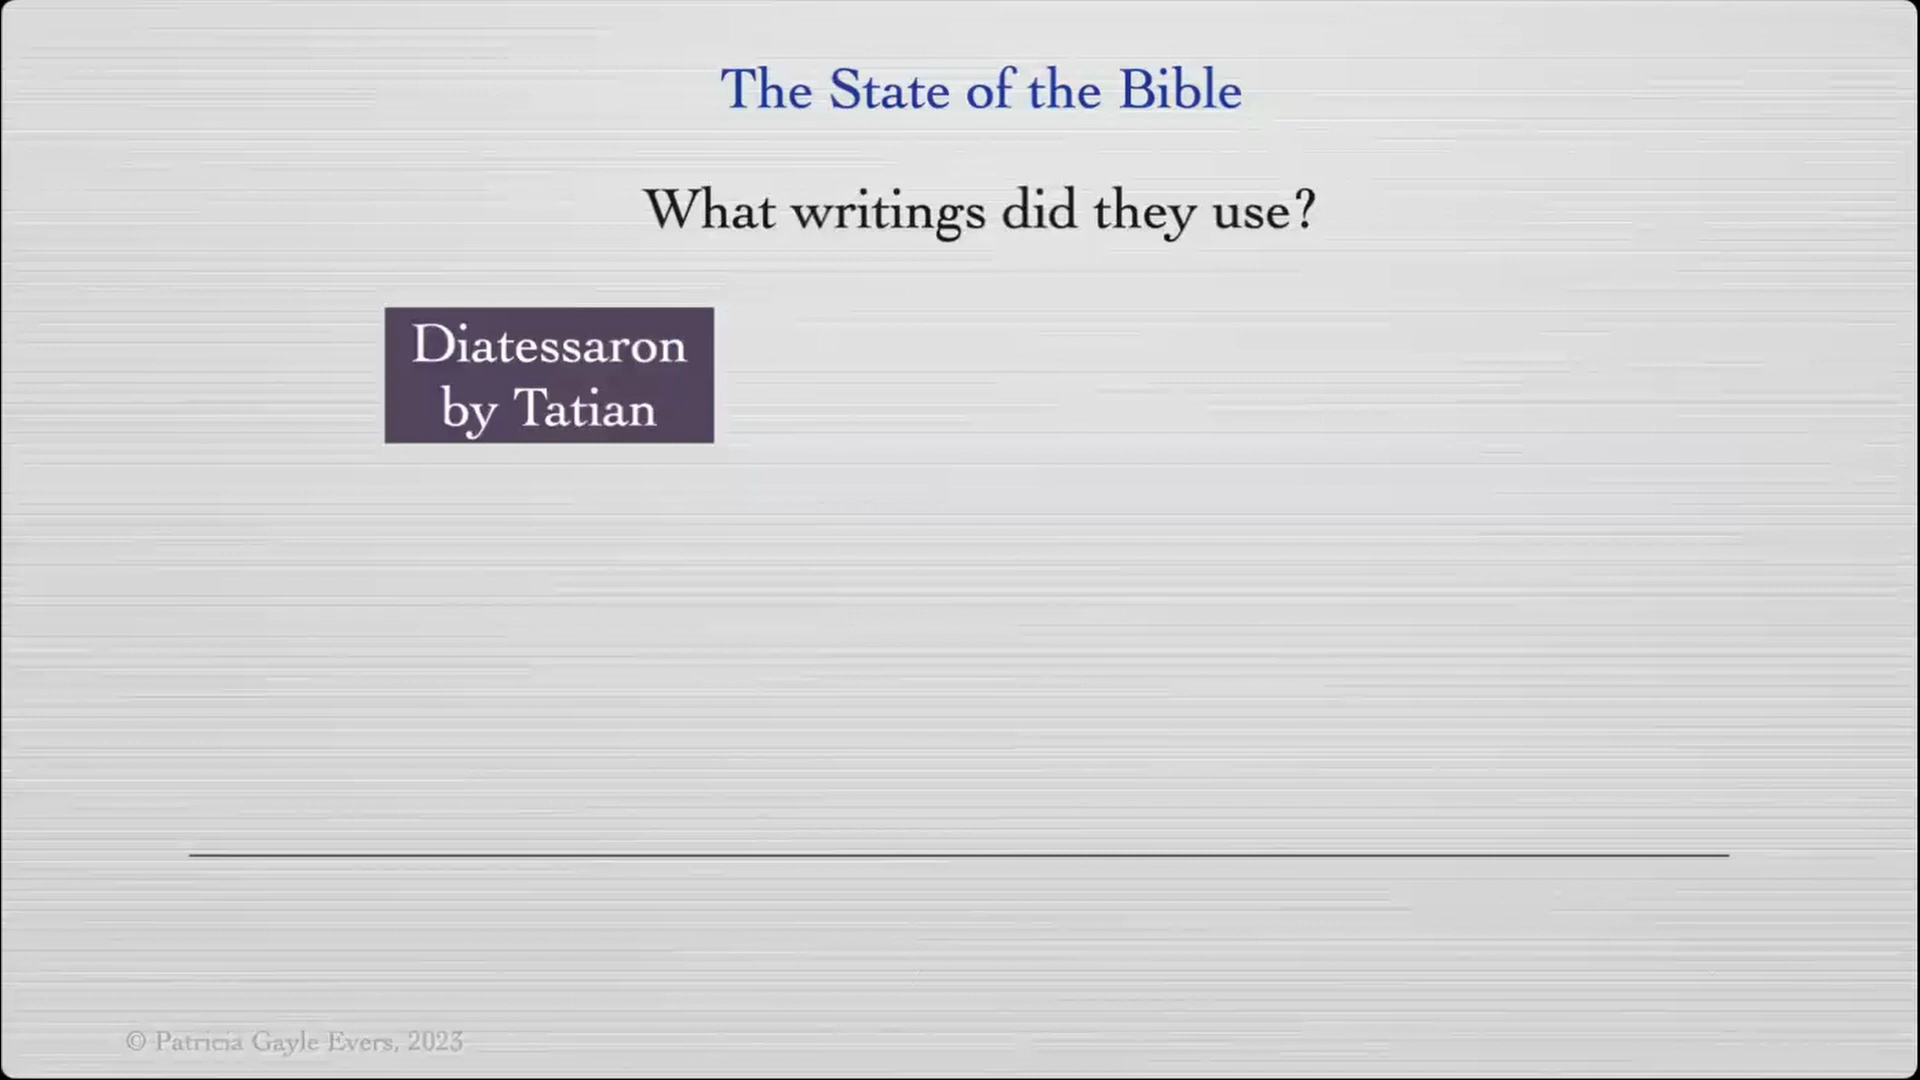 The State of the Bible
What writings did they use?
Diatessaron
by Tatian
© Patricia Gayle Evers, 2023